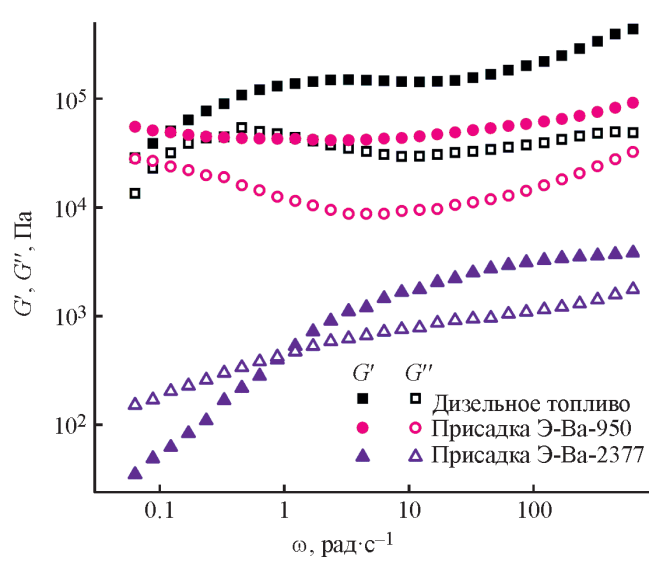 G′, G″, Па
10⁵
10⁴
10³
10²
G′ G″
Дизельное топливо
Присадка Э-Ва-950
Присадка Э-Ва-2377
0.1 1 10 100
ω, рад·с⁻¹